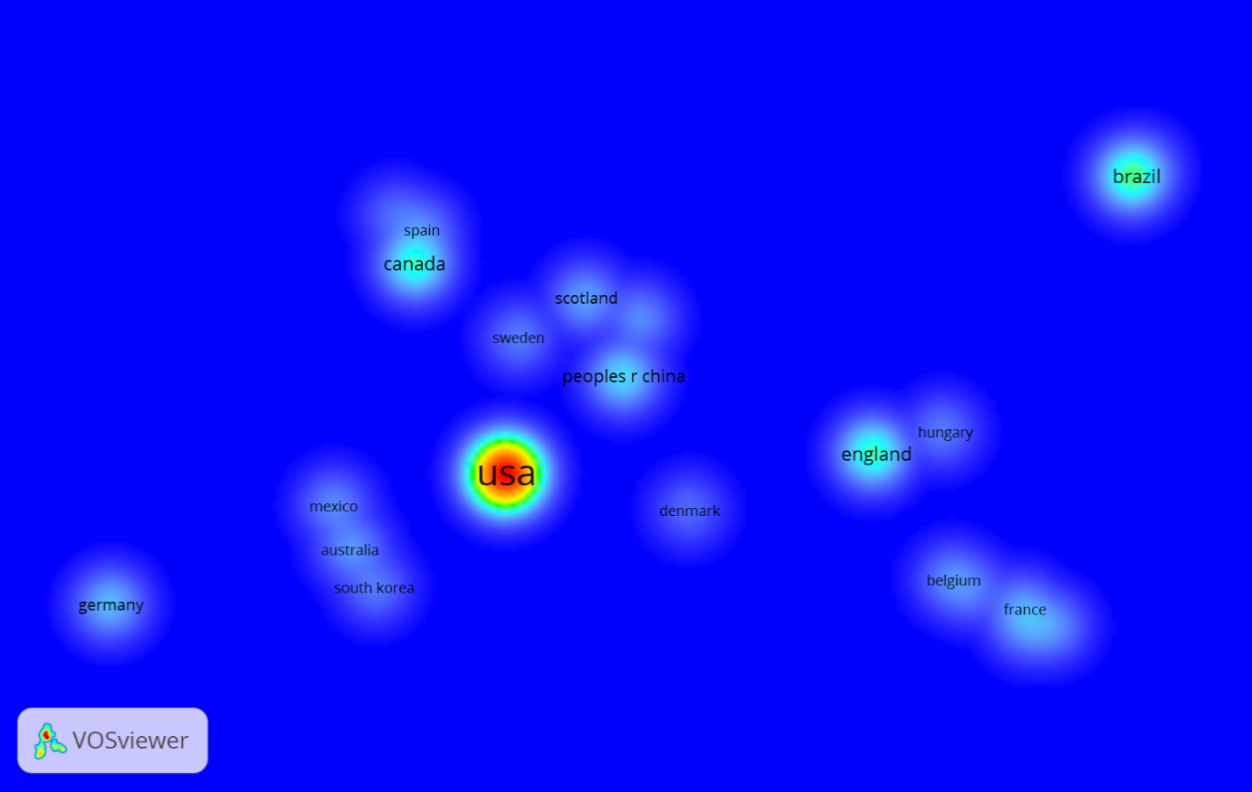 brazil
spain
canada
scotland
sweden
peoples r china
hungary
england
usa
mexico
denmark
australia
belgium
south korea
germany
france
VOSviewer